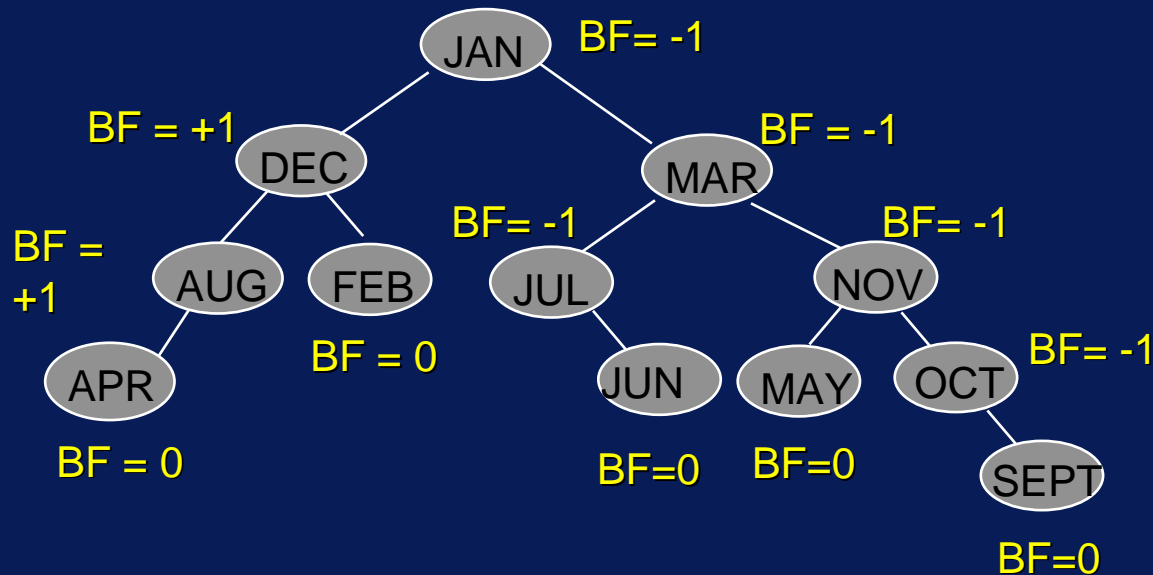 JAN
BF= -1
BF = +1
DEC
BF = -1
MAR
BF =
+1
AUG
FEB
BF = 0
BF= -1
JUL
BF= -1
NOV
APR
BF = 0
JUN
BF=0
MAY
BF=0
OCT
BF= -1
SEPT
BF=0